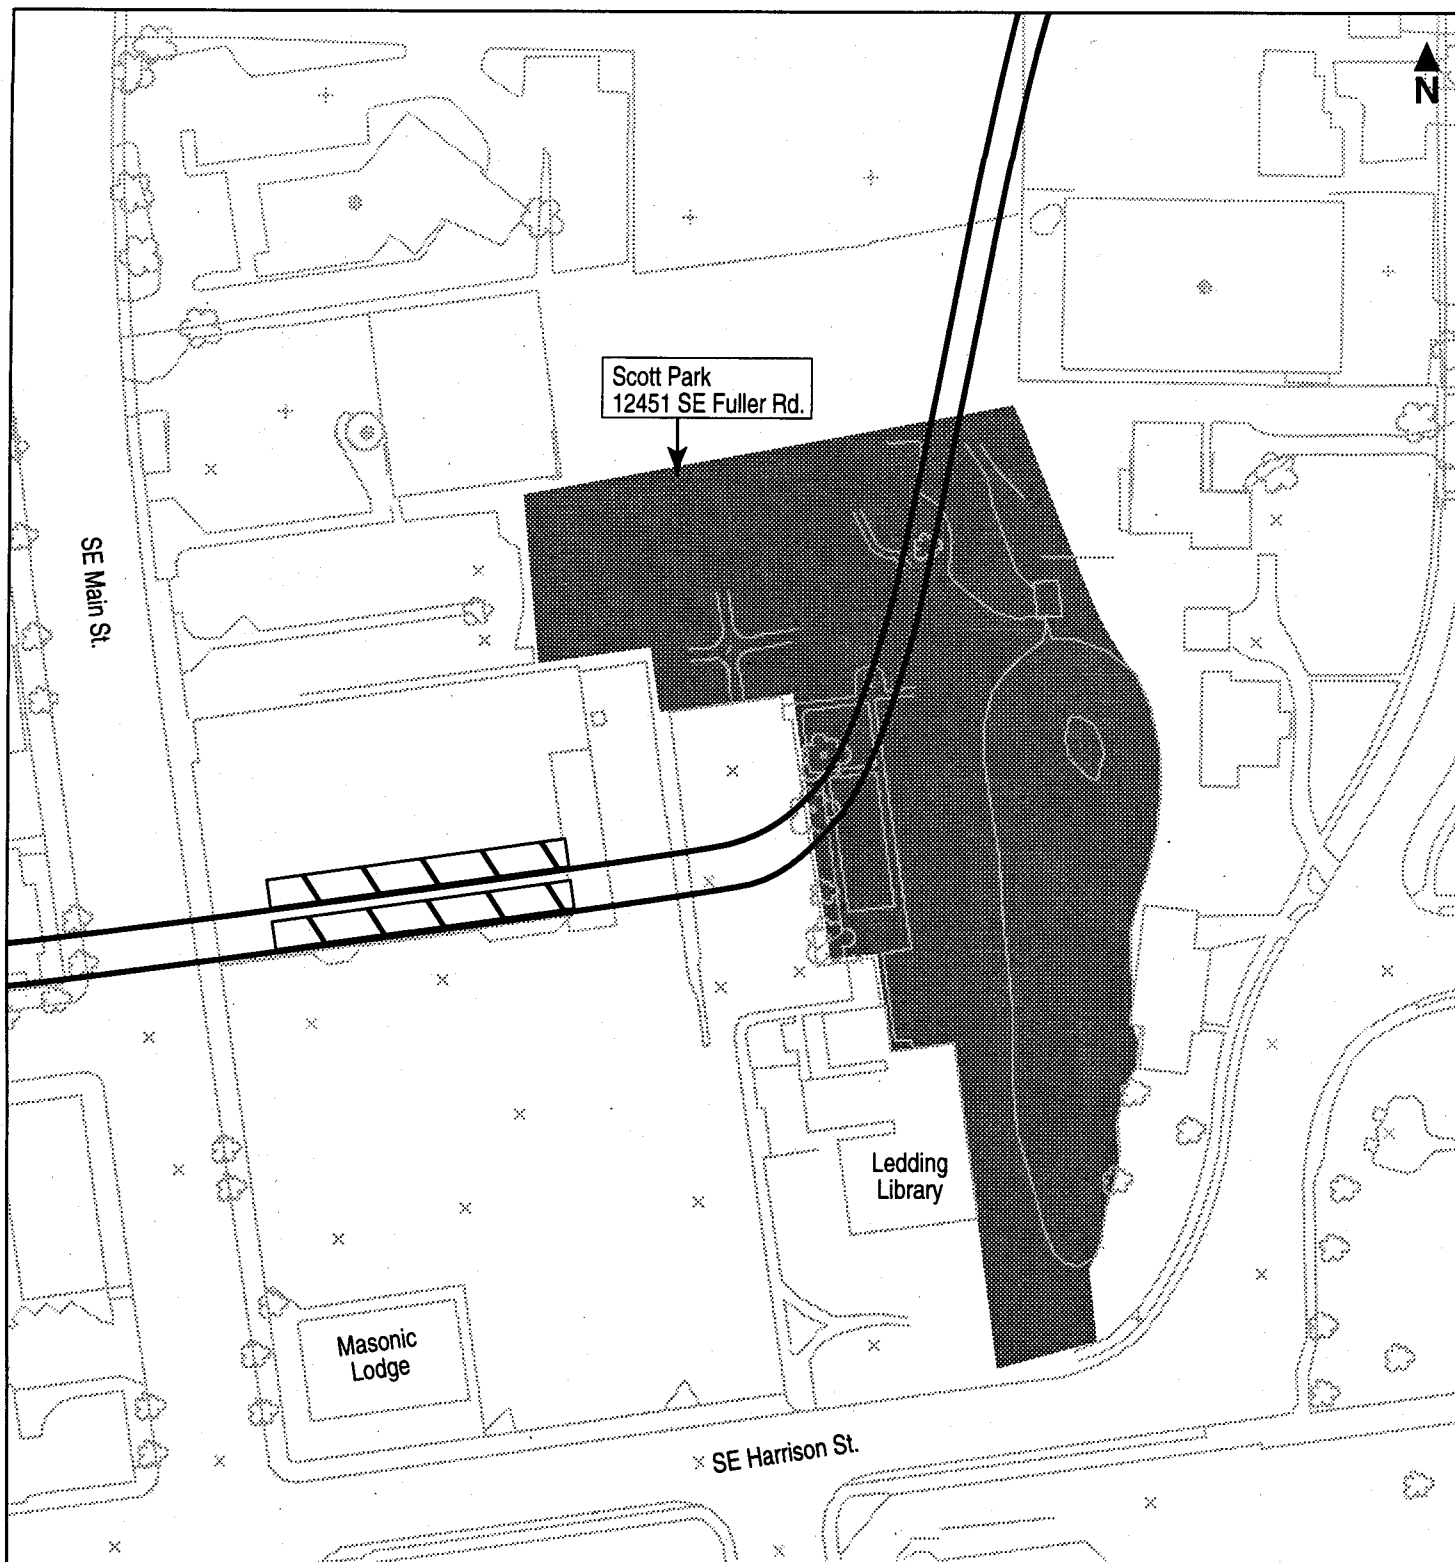 N
Scott Park
12451 SE Fuller Rd.
SE Main St.
Ledding
Library
Masonic
Lodge
SE Harrison St.